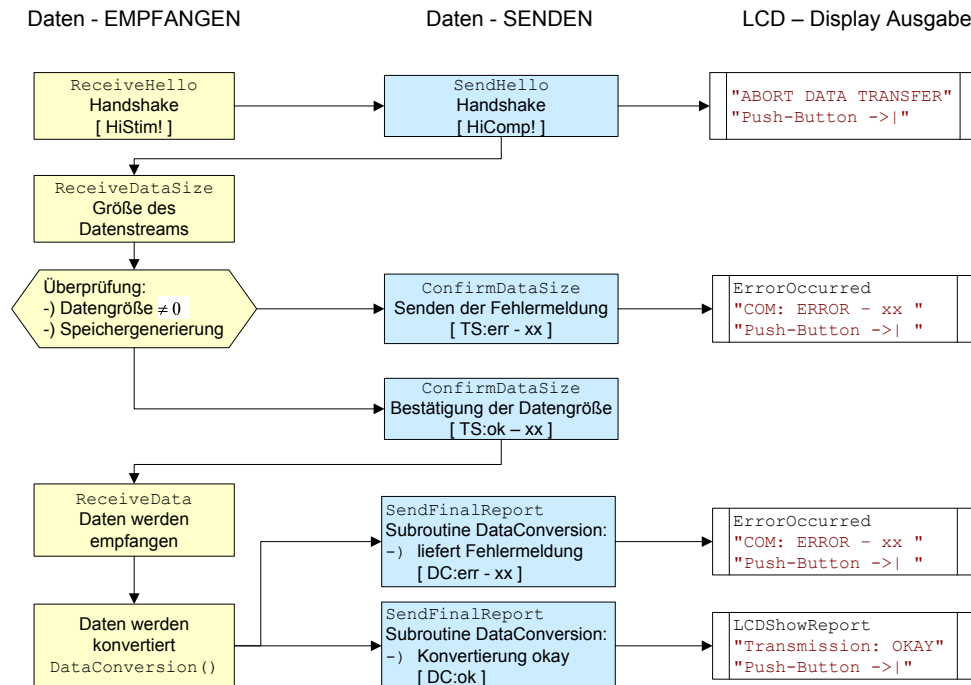 Daten - EMPFANGEN
Daten - SENDEN
LCD – Display Ausgabe
ReceiveHello
Handshake
[ HiStim! ]
SendHello
Handshake
[ HiComp! ]
"ABORT DATA TRANSFER"
"Push-Button ->|"
ReceiveDataSize
Größe des
Datenstreams
Überprüfung:
-) Datengröße ≠ 0
-) Speichergenerierung
ConfirmDataSize
Senden der Fehlermeldung
[ TS:err - xx ]
ErrorOccurred
"COM: ERROR – xx "
"Push-Button ->| "
ConfirmDataSize
Bestätigung der Datengröße
[ TS:ok – xx ]
ReceiveData
Daten werden
empfangen
SendFinalReport
Subroutine DataConversion:
-) liefert Fehlermeldung
[ DC:err - xx ]
ErrorOccurred
"COM: ERROR – xx "
"Push-Button ->| "
Daten werden
konvertiert
DataConversion()
SendFinalReport
Subroutine DataConversion:
-) Konvertierung okay
[ DC:ok ]
LCDShowReport
"Transmission: OKAY"
"Push-Button ->|"